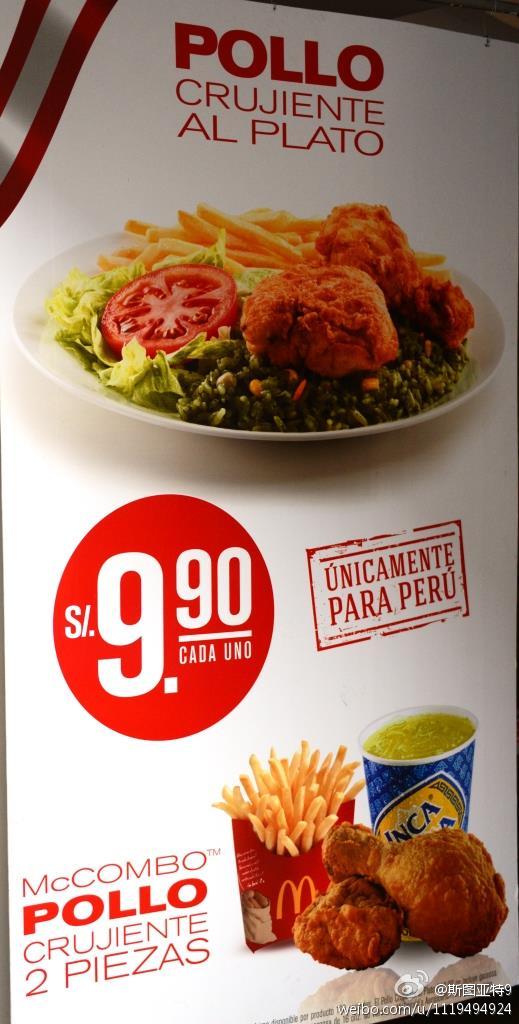 POLLO
CRUJIENTE
AL PLATO
S/. 9.90
CADA UNO
ÚNICAMENTE
PARA PERÚ
INCA
McCOMBO™
POLLO
CRUJIENTE
2 PIEZAS
@斯图亚特9
weibo.com/u/1119494924